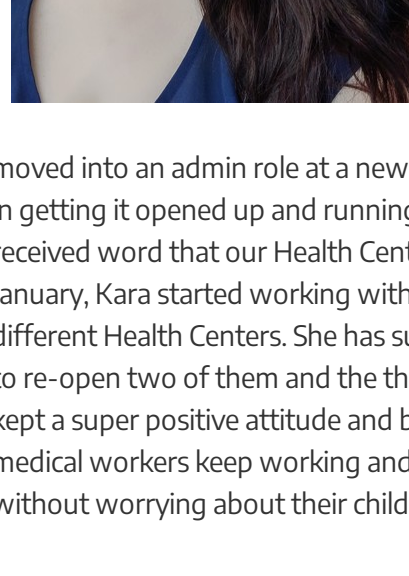 moved into an admin role at a new
in getting it opened up and running
received word that our Health Cent
January, Kara started working with
different Health Centers. She has su
to re-open two of them and the th
kept a super positive attitude and b
medical workers keep working and
without worrying about their child